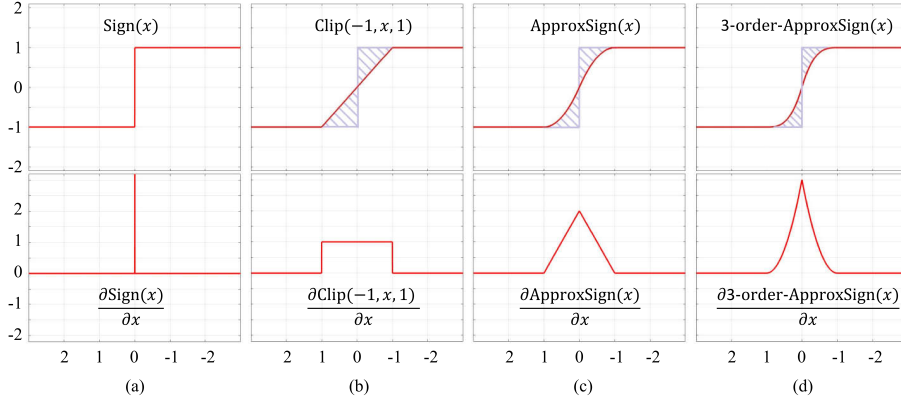 Sign(x)
Clip(−1, x, 1)
ApproxSign(x)
3-order-ApproxSign(x)
2
1
0
-1
-2
2
1
0
-1
-2
∂Sign(x)
∂x
∂Clip(−1, x, 1)
∂x
∂ApproxSign(x)
∂x
∂3-order-ApproxSign(x)
∂x
2 1 0 -1 -2
2 1 0 -1 -2
2 1 0 -1 -2
2 1 0 -1 -2
(a)
(b)
(c)
(d)